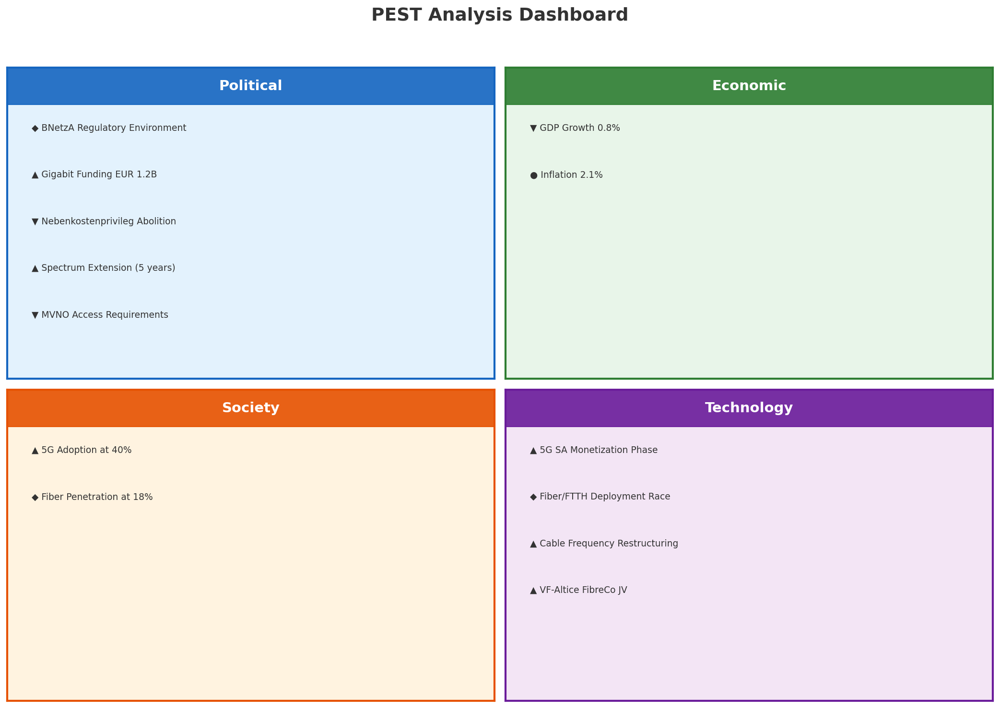 PEST Analysis Dashboard
Political
◆ BNetzA Regulatory Environment
▲ Gigabit Funding EUR 1.2B
▼ Nebenkostenprivileg Abolition
▲ Spectrum Extension (5 years)
▼ MVNO Access Requirements
Economic
▼ GDP Growth 0.8%
● Inflation 2.1%
Society
▲ 5G Adoption at 40%
◆ Fiber Penetration at 18%
Technology
▲ 5G SA Monetization Phase
◆ Fiber/FTTH Deployment Race
▲ Cable Frequency Restructuring
▲ VF-Altice FibreCo JV